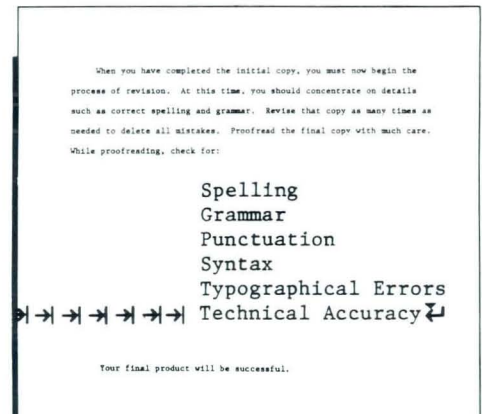 When you have completed the initial copy, you must now begin the
process of revision. At this time, you should concentrate on details
such as correct spelling and grammar. Revise that copy as many times as
needed to delete all mistakes. Proofread the final copy with much care.
While proofreading, check for:
Spelling
Grammar
Punctuation
Syntax
Typographical Errors
Technical Accuracy
Your final product will be successful.